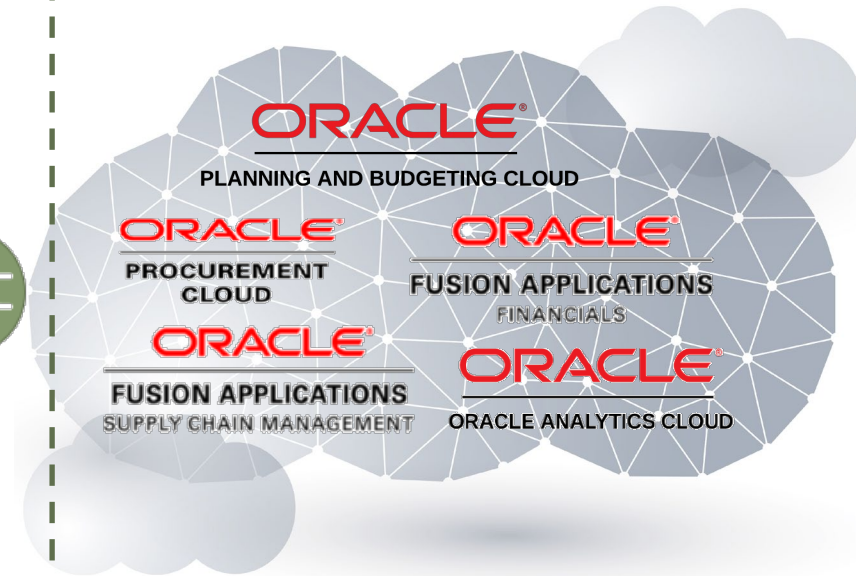 ORACLE®
PLANNING AND BUDGETING CLOUD
ORACLE®
PROCUREMENT
CLOUD
ORACLE®
FUSION APPLICATIONS
FINANCIALS
ORACLE®
FUSION APPLICATIONS
SUPPLY CHAIN MANAGEMENT
ORACLE®
ORACLE ANALYTICS CLOUD